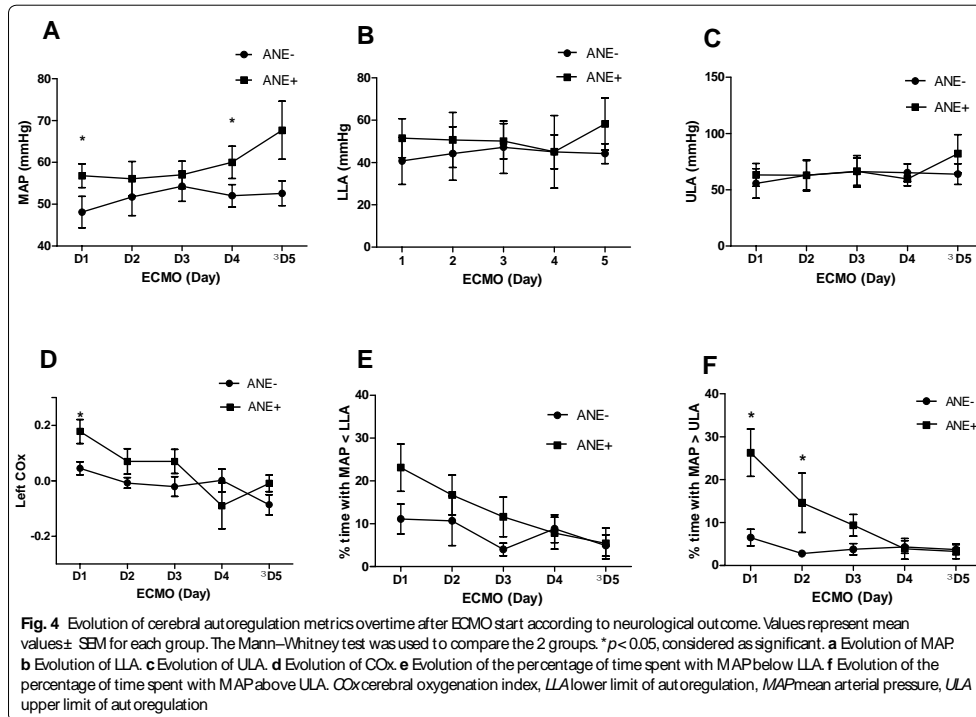 A
ANE-
ANE+
80
70
60
50
40
MAP (mmHg)
*
*
D1 D2 D3 D4 ³D5
ECMO (Day)
B
ANE-
ANE+
80
60
40
20
0
LLA (mmHg)
1 2 3 4 5
ECMO (Day)
C
ANE-
ANE+
150
100
50
0
ULA (mmHg)
D1 D2 D3 D4 ³D5
ECMO (Day)
D
ANE-
ANE+
0.2
0.0
-0.2
Left COx
*
D1 D2 D3 D4 ³D5
ECMO (Day)
E
ANE-
ANE+
40
30
20
10
0
% time with MAP < LLA
D1 D2 D3 D4 ³D5
ECMO (Day)
F
ANE-
ANE+
40
30
20
10
0
% time with MAP > ULA
*
*
D1 D2 D3 D4 ³D5
ECMO (Day)
Fig. 4 Evolution of cerebral autoregulation metrics overtime after ECMO start according to neurological outcome. Values represent mean
values ± SEM for each group. The Mann–Whitney test was used to compare the 2 groups. *p < 0.05, considered as significant. a Evolution of MAP.
b Evolution of LLA. c Evolution of ULA. d Evolution of COx. e Evolution of the percentage of time spent with MAP below LLA. f Evolution of the
percentage of time spent with MAP above ULA. COx cerebral oxygenation index, LLA lower limit of autoregulation, MAP mean arterial pressure, ULA
upper limit of autoregulation